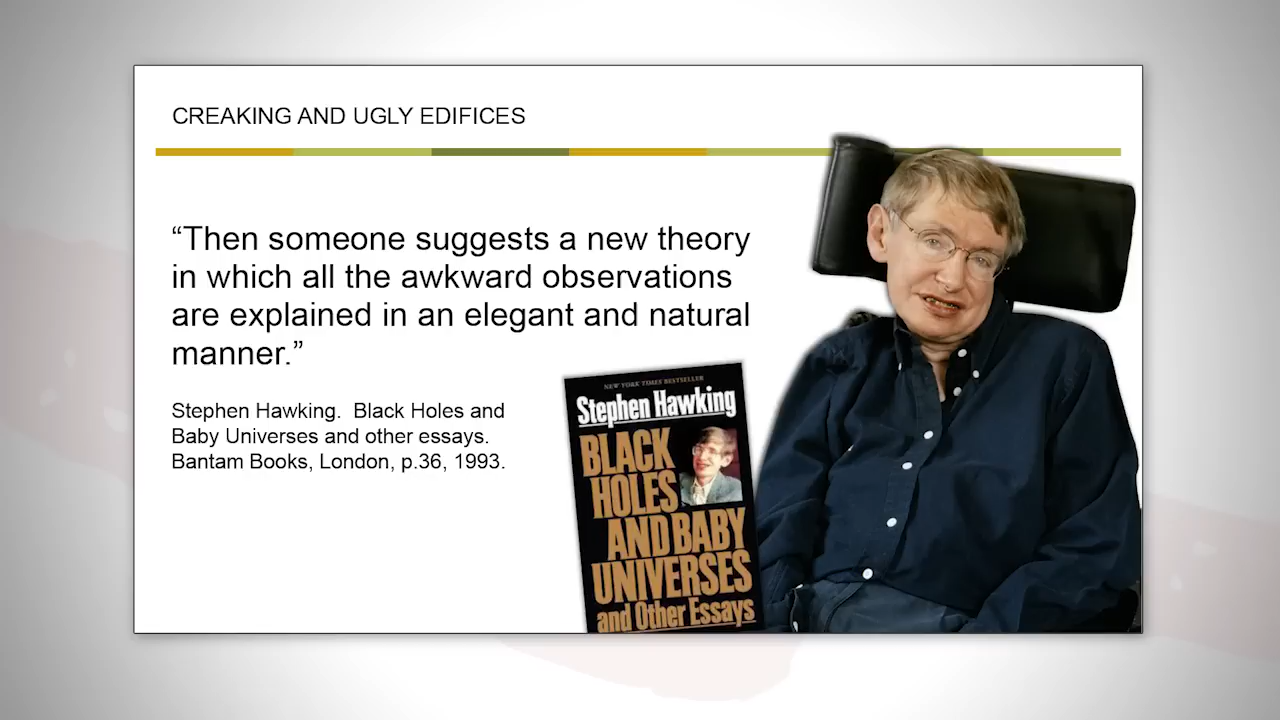 CREAKING AND UGLY EDIFICES
“Then someone suggests a new theory
in which all the awkward observations
are explained in an elegant and natural
manner.”
Stephen Hawking.  Black Holes and
Baby Universes and other essays.
Bantam Books, London, p.36, 1993.
NEW YORK TIMES BESTSELLER
Stephen Hawking
BLACK
HOLES
AND BABY
UNIVERSES
and Other Essays